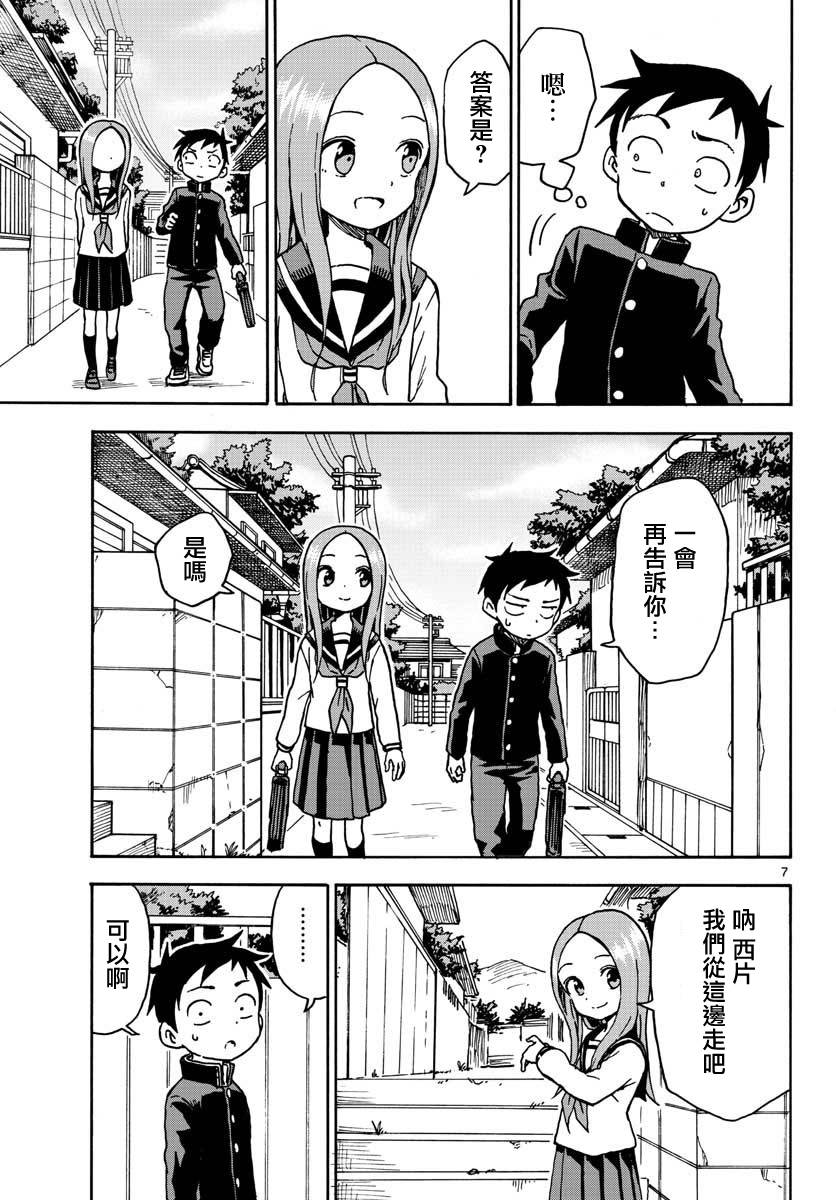 嗯…
答案是？
一會
再告訴你…
是嗎
7
吶 西片
我們從這邊走吧
………
可以啊